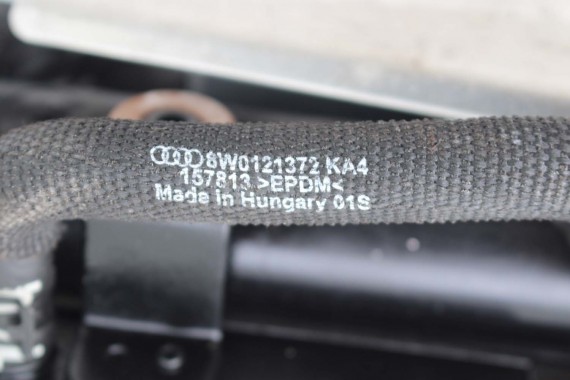 8W0121372 KA4
157813 >EPDM<
Made in Hungary 01S